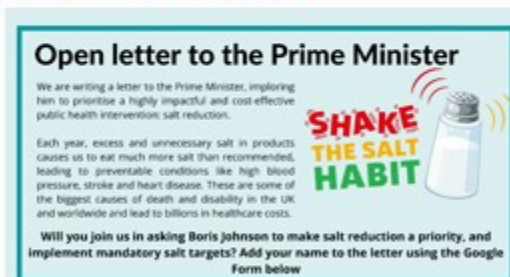 Open letter to the Prime Minister
We are writing a letter to the Prime Minister, imploring
him to prioritise a highly impactful and cost-effective
public health intervention: salt reduction.
SHAKE
THE SALT
HABIT
Each year, excess and unnecessary salt in products
causes us to eat much more salt than recommended,
leading to preventable conditions like high blood
pressure, stroke and heart disease. These are some of
the biggest causes of death and disability in the UK
and worldwide and lead to billions in healthcare costs.
Will you join us in asking Boris Johnson to make salt reduction a priority, and
implement mandatory salt targets? Add your name to the letter using the Google
Form below